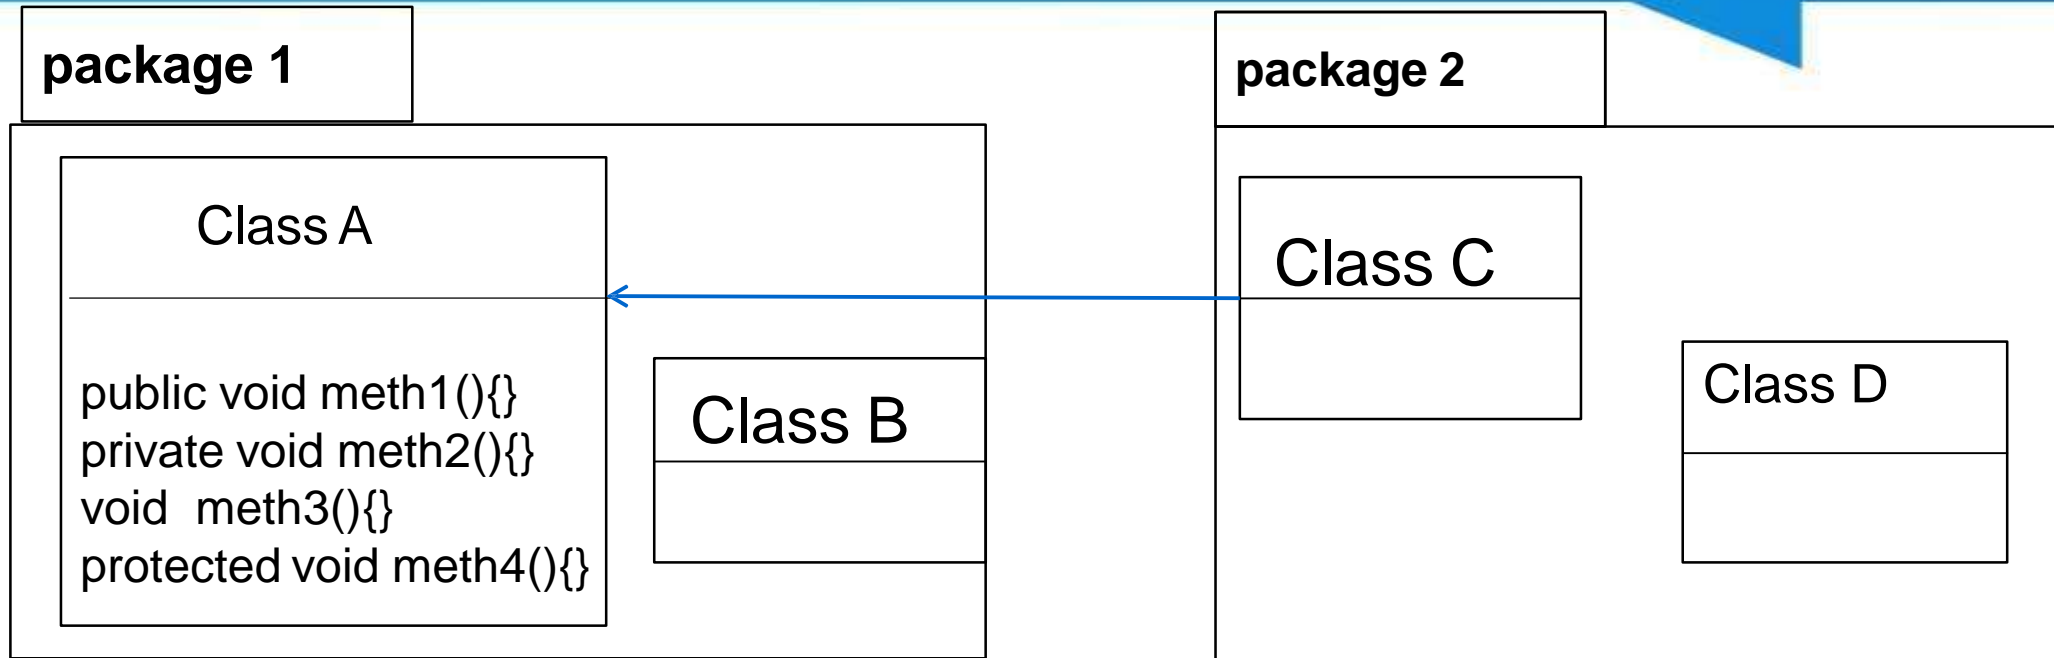 package 1
Class A
public void meth1(){}
private void meth2(){}
void  meth3(){}
protected void meth4(){}
Class B
package 2
Class C
Class D